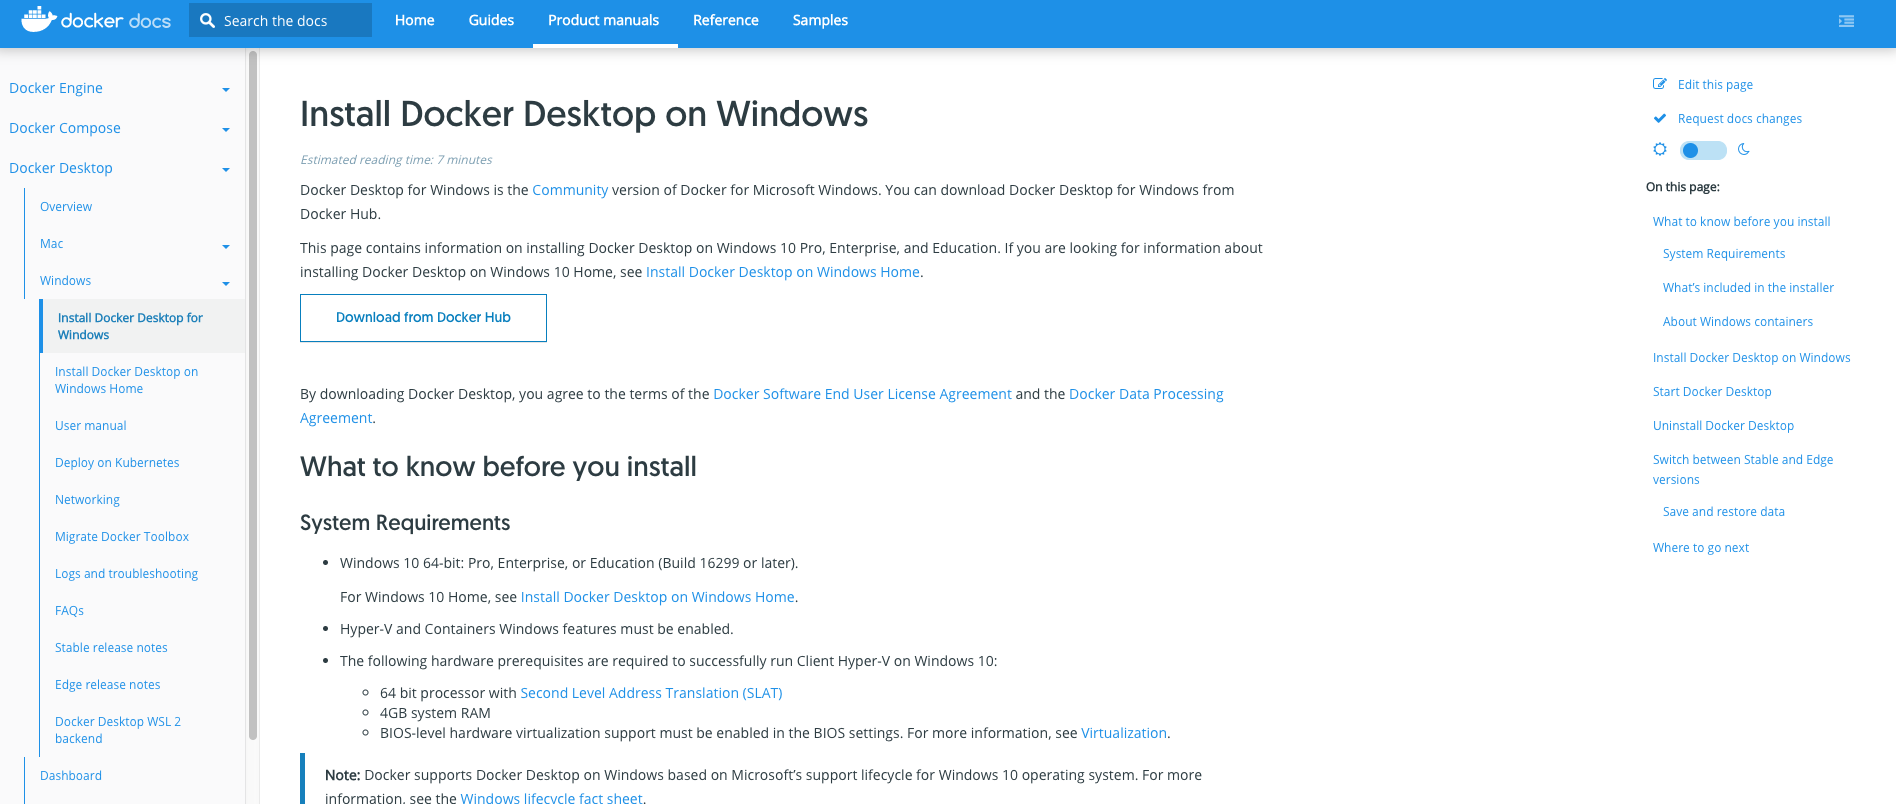 docker docs
Search the docs
Home
Guides
Product manuals
Reference
Samples
Docker Engine
Docker Compose
Docker Desktop
Overview
Mac
Windows
Install Docker Desktop for
Windows
Install Docker Desktop on
Windows Home
User manual
Deploy on Kubernetes
Networking
Migrate Docker Toolbox
Logs and troubleshooting
FAQs
Stable release notes
Edge release notes
Docker Desktop WSL 2
backend
Dashboard
Install Docker Desktop on Windows
Estimated reading time: 7 minutes
Docker Desktop for Windows is the Community version of Docker for Microsoft Windows. You can download Docker Desktop for Windows from
Docker Hub.
This page contains information on installing Docker Desktop on Windows 10 Pro, Enterprise, and Education. If you are looking for information about
installing Docker Desktop on Windows 10 Home, see Install Docker Desktop on Windows Home.
Download from Docker Hub
By downloading Docker Desktop, you agree to the terms of the Docker Software End User License Agreement and the Docker Data Processing
Agreement.
What to know before you install
System Requirements
• Windows 10 64-bit: Pro, Enterprise, or Education (Build 16299 or later).
For Windows 10 Home, see Install Docker Desktop on Windows Home.
• Hyper-V and Containers Windows features must be enabled.
• The following hardware prerequisites are required to successfully run Client Hyper-V on Windows 10:
◦ 64 bit processor with Second Level Address Translation (SLAT)
◦ 4GB system RAM
◦ BIOS-level hardware virtualization support must be enabled in the BIOS settings. For more information, see Virtualization.
Note: Docker supports Docker Desktop on Windows based on Microsoft's support lifecycle for Windows 10 operating system. For more
information, see the Windows lifecycle fact sheet.
Edit this page
Request docs changes
On this page:
What to know before you install
System Requirements
What's included in the installer
About Windows containers
Install Docker Desktop on Windows
Start Docker Desktop
Uninstall Docker Desktop
Switch between Stable and Edge
versions
Save and restore data
Where to go next